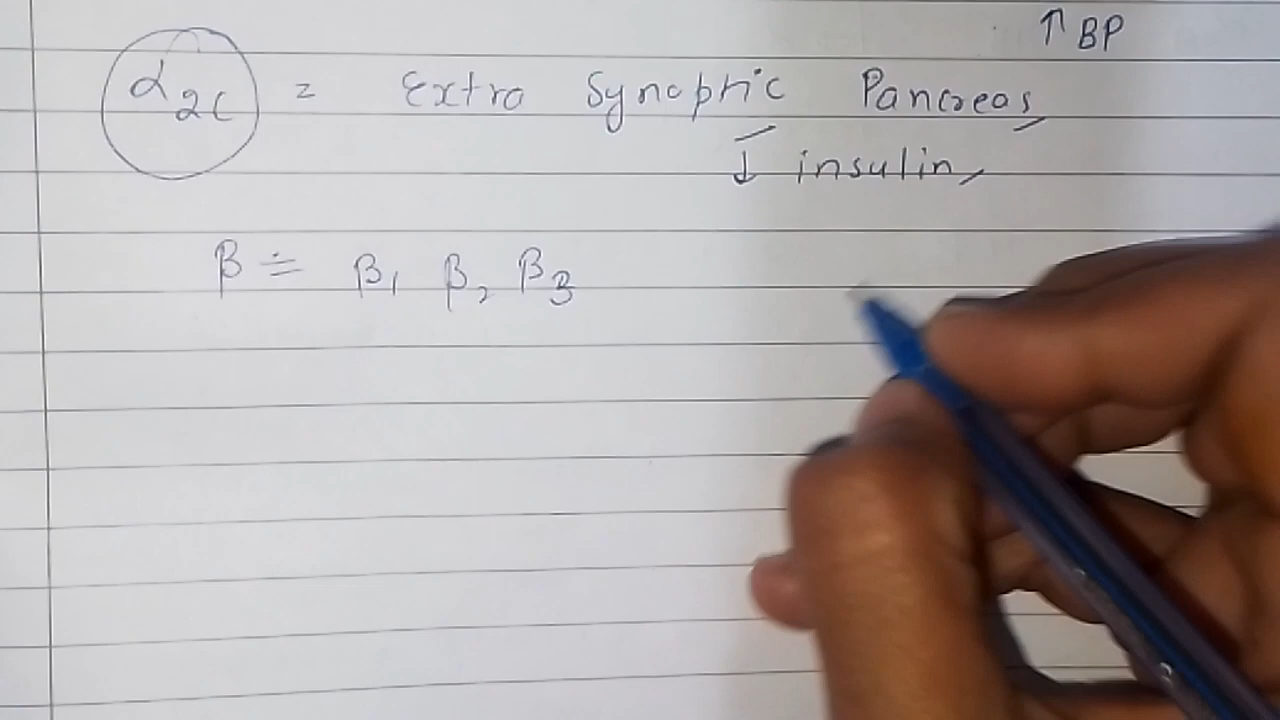 ↑ BP
α2C = Extra Synaptic Pancreas
↓ insulin
β = β1 β2 β3